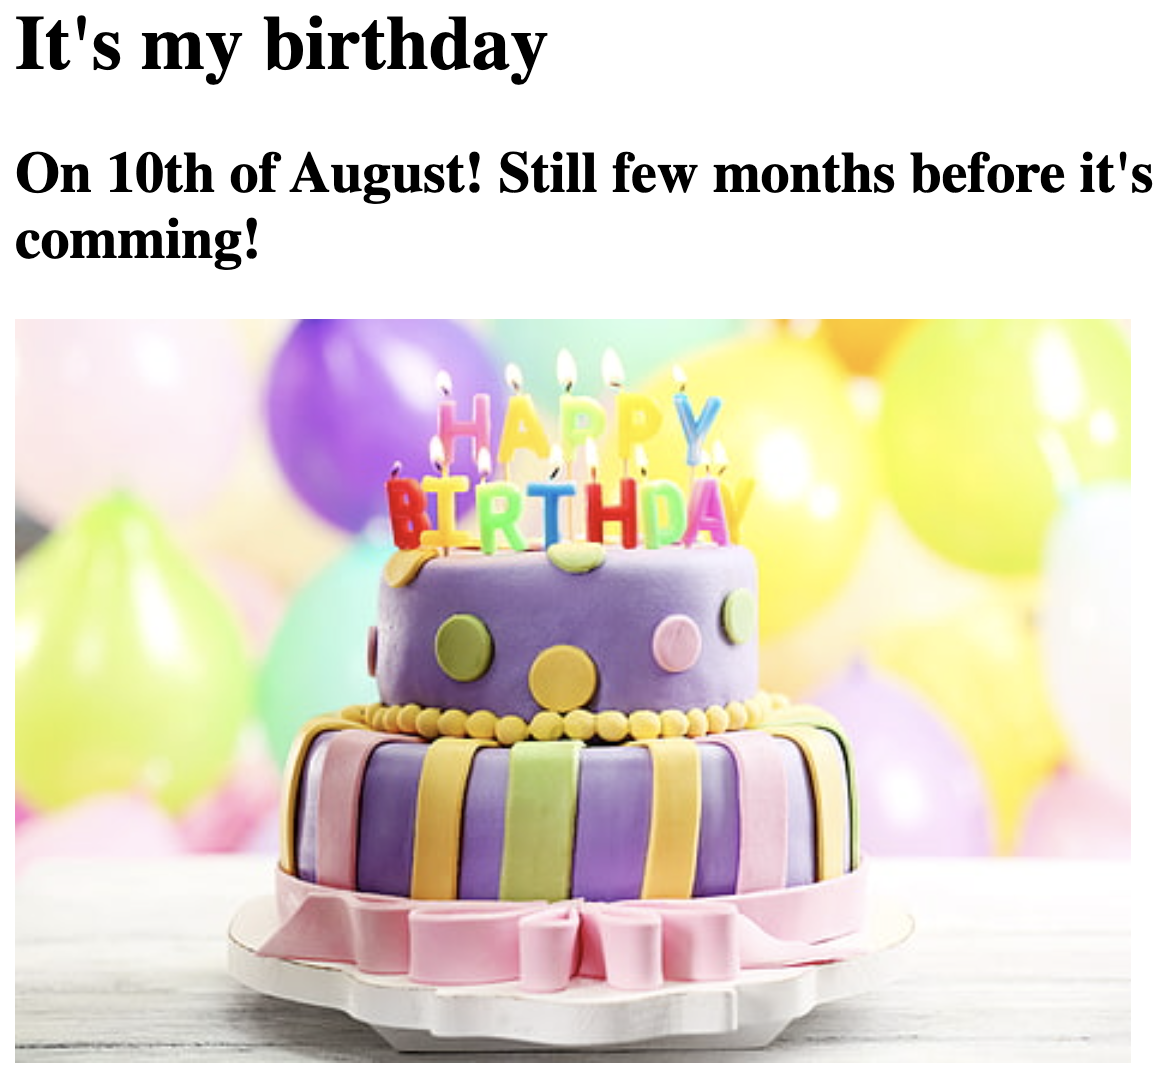 It's my birthday
On 10th of August! Still few months before it's
comming!
HAPPY
BIRTHDAY